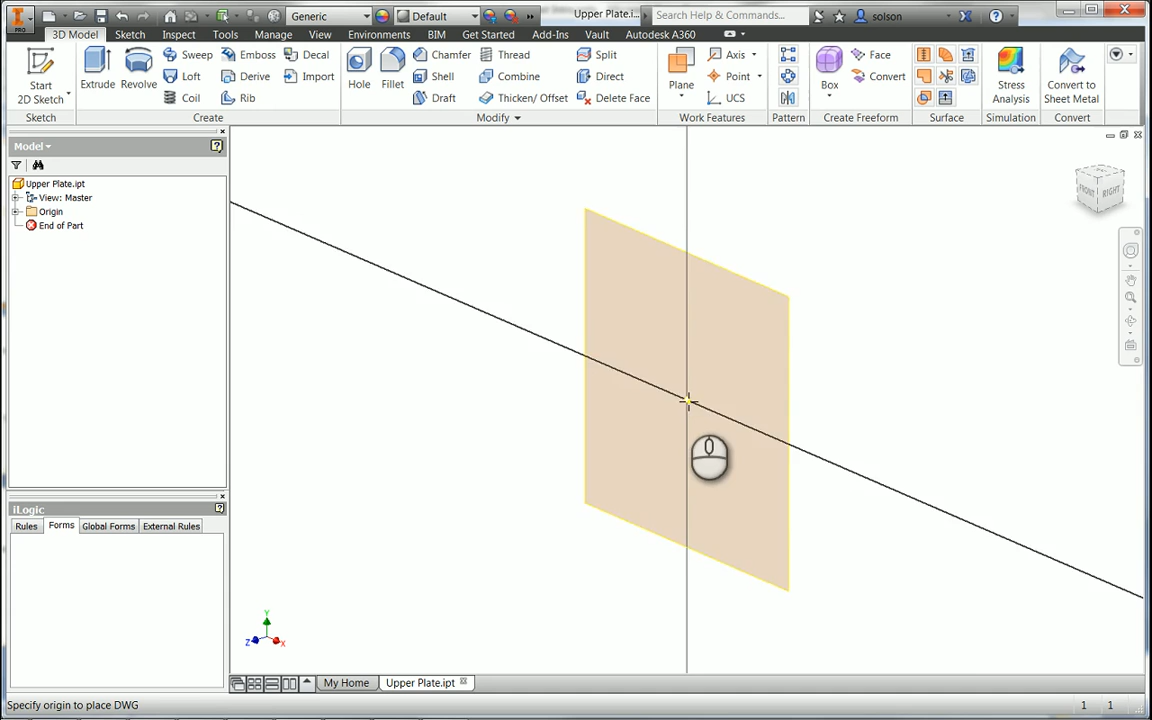 PRO
Generic
Default
Upper Plate.i...
Search Help & Commands...
solson
3D Model Sketch Inspect Tools Manage View Environments BIM Get Started Add-Ins Vault Autodesk A360
Start
2D Sketch
Extrude
Revolve
Sweep
Loft
Coil
Emboss
Derive
Rib
Decal
Import
Hole
Fillet
Chamfer
Shell
Draft
Thread
Combine
Thicken/ Offset
Split
Direct
Delete Face
Plane
Axis
Point
UCS
Box
Face
Convert
Stress
Analysis
Convert to
Sheet Metal
Sketch Create Modify Work Features Pattern Create Freeform Surface Simulation Convert
Model
Upper Plate.ipt
View: Master
Origin
End of Part
FRONT RIGHT
iLogic
Rules Forms Global Forms External Rules
Y
Z X
My Home Upper Plate.ipt
Specify origin to place DWG 1 1